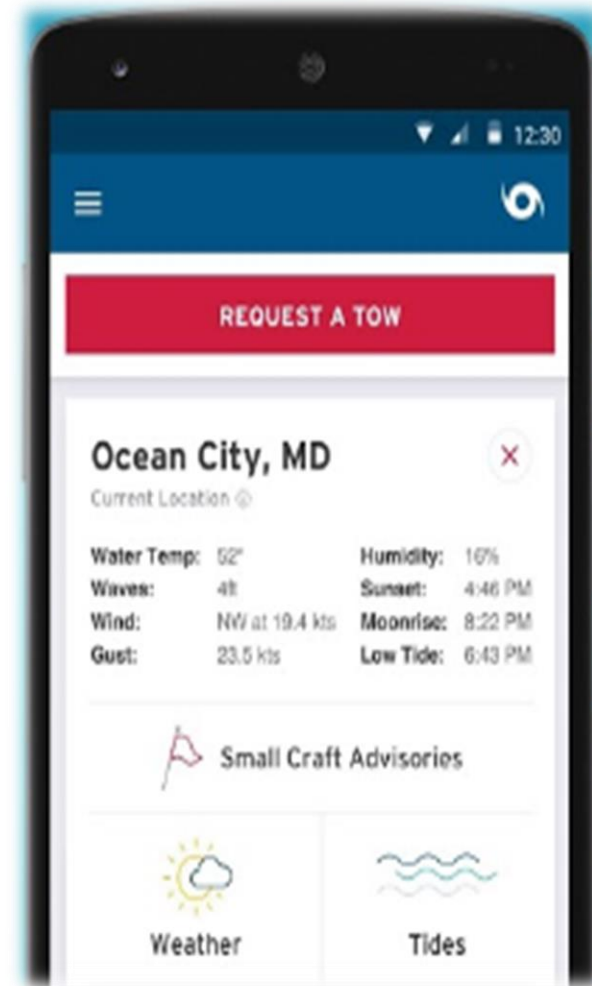 12:30
REQUEST A TOW
Ocean City, MD
Current Location
Water Temp: 52° Humidity: 16%
Waves: 4ft Sunset: 4:46 PM
Wind: NW at 19.4 kts Moonrise: 8:22 PM
Gust: 23.5 kts Low Tide: 6:43 PM
Small Craft Advisories
Weather Tides